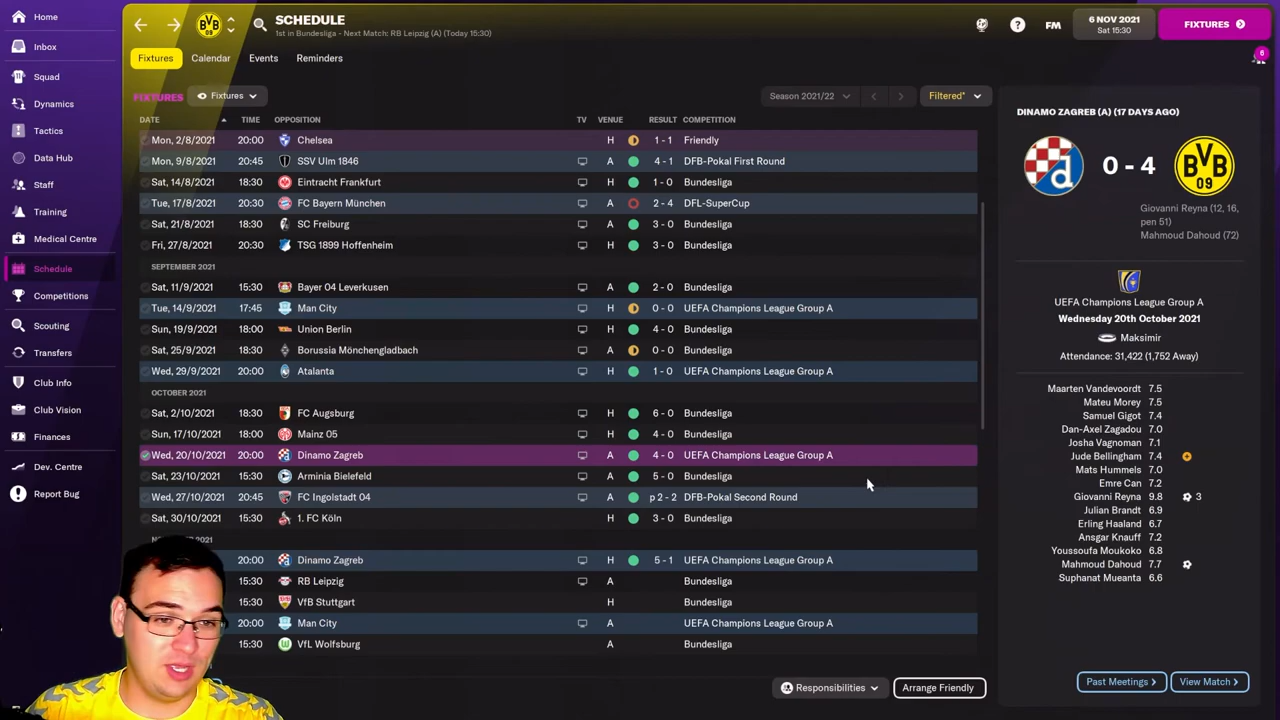 Home
Inbox
Squad
Dynamics
Tactics
Data Hub
Staff
Training
Medical Centre
Schedule
Competitions
Scouting
Transfers
Club Info
Club Vision
Finances
Dev. Centre
Report Bug
SCHEDULE
1st in Bundesliga - Next Match: RB Leipzig (A) (Today 15:30)
FM
6 NOV 2021
Sat 15:30
FIXTURES
6
Fixtures Calendar Events Reminders
FIXTURES Fixtures Season 2021/22 Filtered*
DATE TIME OPPOSITION TV VENUE RESULT COMPETITION
Mon, 2/8/2021 20:00 Chelsea H 1 - 1 Friendly
Mon, 9/8/2021 20:45 SSV Ulm 1846 A 4 - 1 DFB-Pokal First Round
Sat, 14/8/2021 18:30 Eintracht Frankfurt H 1 - 0 Bundesliga
Tue, 17/8/2021 20:30 FC Bayern München A 2 - 4 DFL-SuperCup
Sat, 21/8/2021 18:30 SC Freiburg A 3 - 0 Bundesliga
Fri, 27/8/2021 20:30 TSG 1899 Hoffenheim H 3 - 0 Bundesliga
SEPTEMBER 2021
Sat, 11/9/2021 15:30 Bayer 04 Leverkusen A 2 - 0 Bundesliga
Tue, 14/9/2021 17:45 Man City H 0 - 0 UEFA Champions League Group A
Sun, 19/9/2021 18:00 Union Berlin H 4 - 0 Bundesliga
Sat, 25/9/2021 18:30 Borussia Mönchengladbach A 0 - 0 Bundesliga
Wed, 29/9/2021 20:00 Atalanta H 1 - 0 UEFA Champions League Group A
OCTOBER 2021
Sat, 2/10/2021 18:30 FC Augsburg H 6 - 0 Bundesliga
Sun, 17/10/2021 18:00 Mainz 05 H 4 - 0 Bundesliga
Wed, 20/10/2021 20:00 Dinamo Zagreb A 4 - 0 UEFA Champions League Group A
Sat, 23/10/2021 15:30 Arminia Bielefeld A 5 - 0 Bundesliga
Wed, 27/10/2021 20:45 FC Ingolstadt 04 A p 2 - 2 DFB-Pokal Second Round
Sat, 30/10/2021 15:30 1. FC Köln H 3 - 0 Bundesliga
2021
20:00 Dinamo Zagreb H 5 - 1 UEFA Champions League Group A
15:30 RB Leipzig A Bundesliga
15:30 VfB Stuttgart H Bundesliga
20:00 Man City A UEFA Champions League Group A
15:30 VfL Wolfsburg A Bundesliga
Responsibilities Arrange Friendly
DINAMO ZAGREB (A) (17 DAYS AGO)
0 - 4
BVB
09
Giovanni Reyna (12, 16,
pen 51)
Mahmoud Dahoud (72)
UEFA Champions League Group A
Wednesday 20th October 2021
Maksimir
Attendance: 31,422 (1,752 Away)
Maarten Vandevoordt 7.5
Mateu Morey 7.5
Samuel Gigot 7.4
Dan-Axel Zagadou 7.0
Josha Vagnoman 7.1
Jude Bellingham 7.4
Mats Hummels 7.0
Emre Can 7.2
Giovanni Reyna 9.8 3
Julian Brandt 6.9
Erling Haaland 6.7
Ansgar Knauff 7.2
Youssoufa Moukoko 6.8
Mahmoud Dahoud 7.7
Suphanat Mueanta 6.6
Past Meetings > View Match >